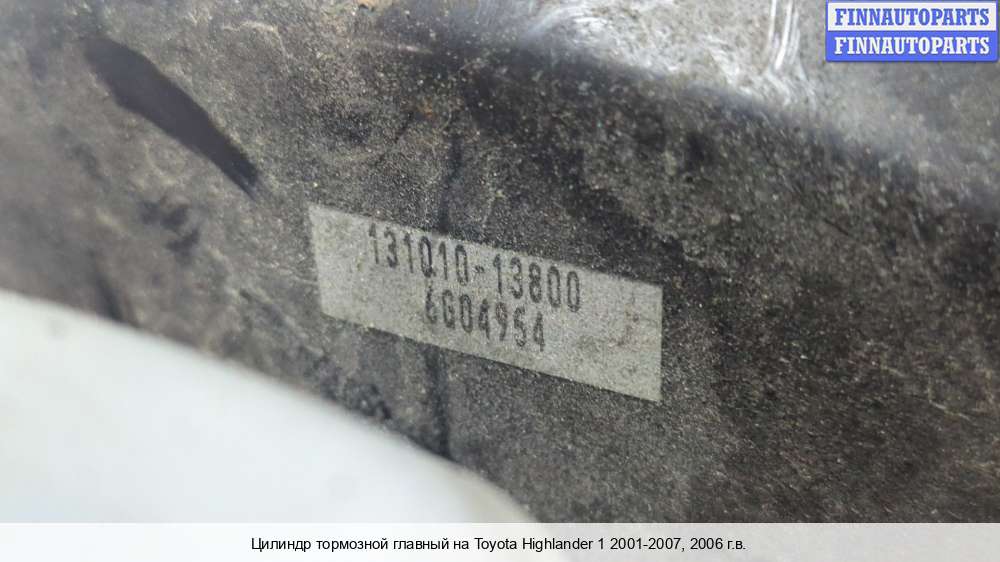 FINNAUTOPARTS
FINNAUTOPARTS
131010-13800
6G04954
Цилиндр тормозной главный на Toyota Highlander 1 2001-2007, 2006 г.в.